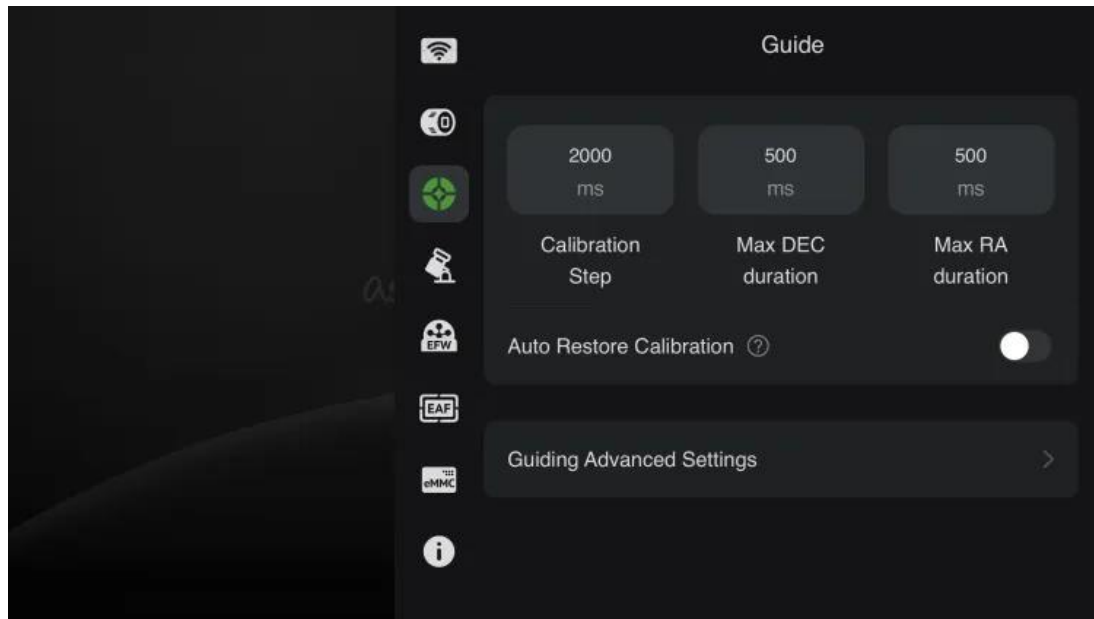 Guide
2000
ms
500
ms
500
ms
Calibration
Step
Max DEC
duration
Max RA
duration
Auto Restore Calibration ?
EFW
EAF
Guiding Advanced Settings
eMMC